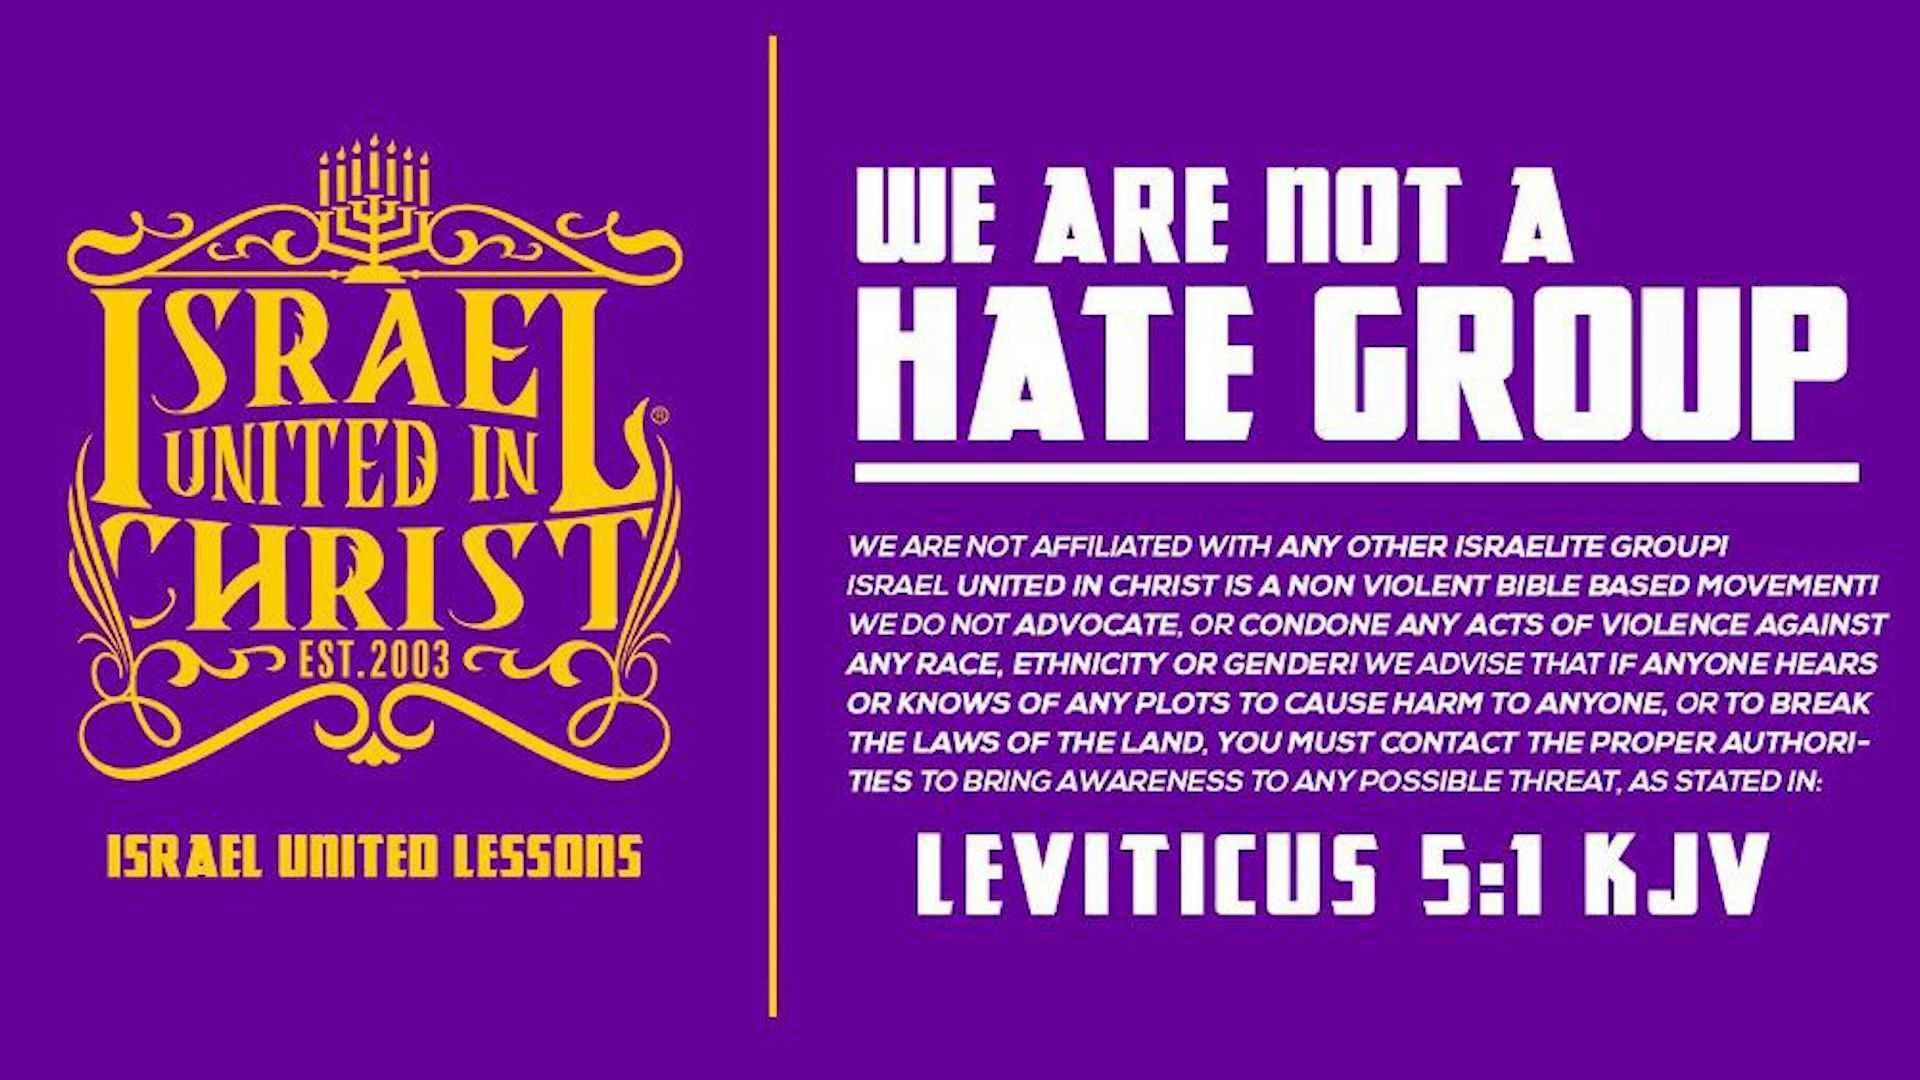 ISRAEL
UNITED IN
CHRIST
®
EST.2003
ISRAEL UNITED LESSONS
WE ARE NOT A
HATE GROUP
WE ARE NOT AFFILIATED WITH ANY OTHER ISRAELITE GROUP!
ISRAEL UNITED IN CHRIST IS A NON VIOLENT BIBLE BASED MOVEMENT!
WE DO NOT ADVOCATE, OR CONDONE ANY ACTS OF VIOLENCE AGAINST
ANY RACE, ETHNICITY OR GENDER! WE ADVISE THAT IF ANYONE HEARS
OR KNOWS OF ANY PLOTS TO CAUSE HARM TO ANYONE, OR TO BREAK
THE LAWS OF THE LAND, YOU MUST CONTACT THE PROPER AUTHORI-
TIES TO BRING AWARENESS TO ANY POSSIBLE THREAT, AS STATED IN:
LEVITICUS 5:1 KJV